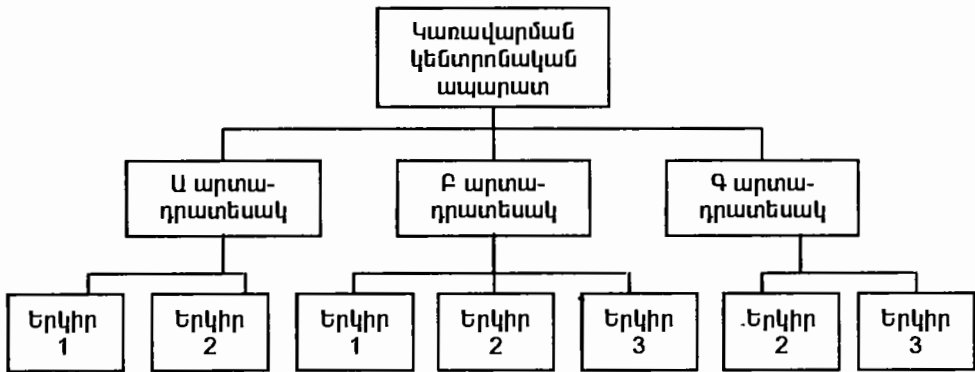 Կառավարման
կենտրոնական
ապարատ
Ա արտա-
դրատեսակ
Բ արտա-
դրատեսակ
Գ արտա-
դրատեսակ
Երկիր
1
Երկիր
2
Երկիր
1
Երկիր
2
Երկիր
3
Երկիր
2
Երկիր
3